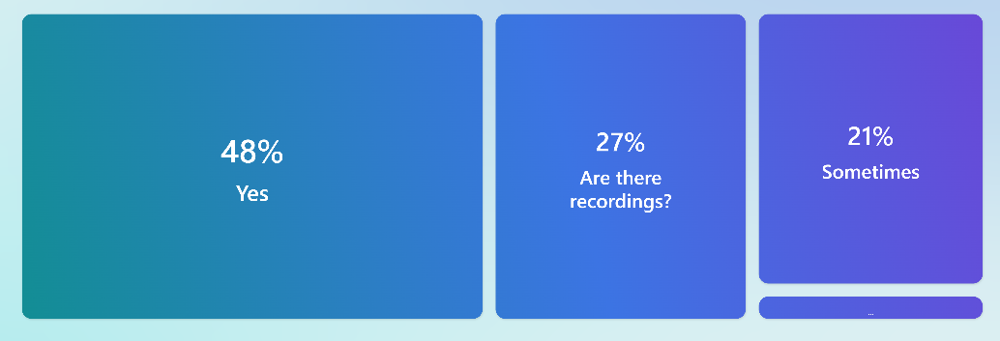 48%
Yes
27%
Are there
recordings?
21%
Sometimes
...